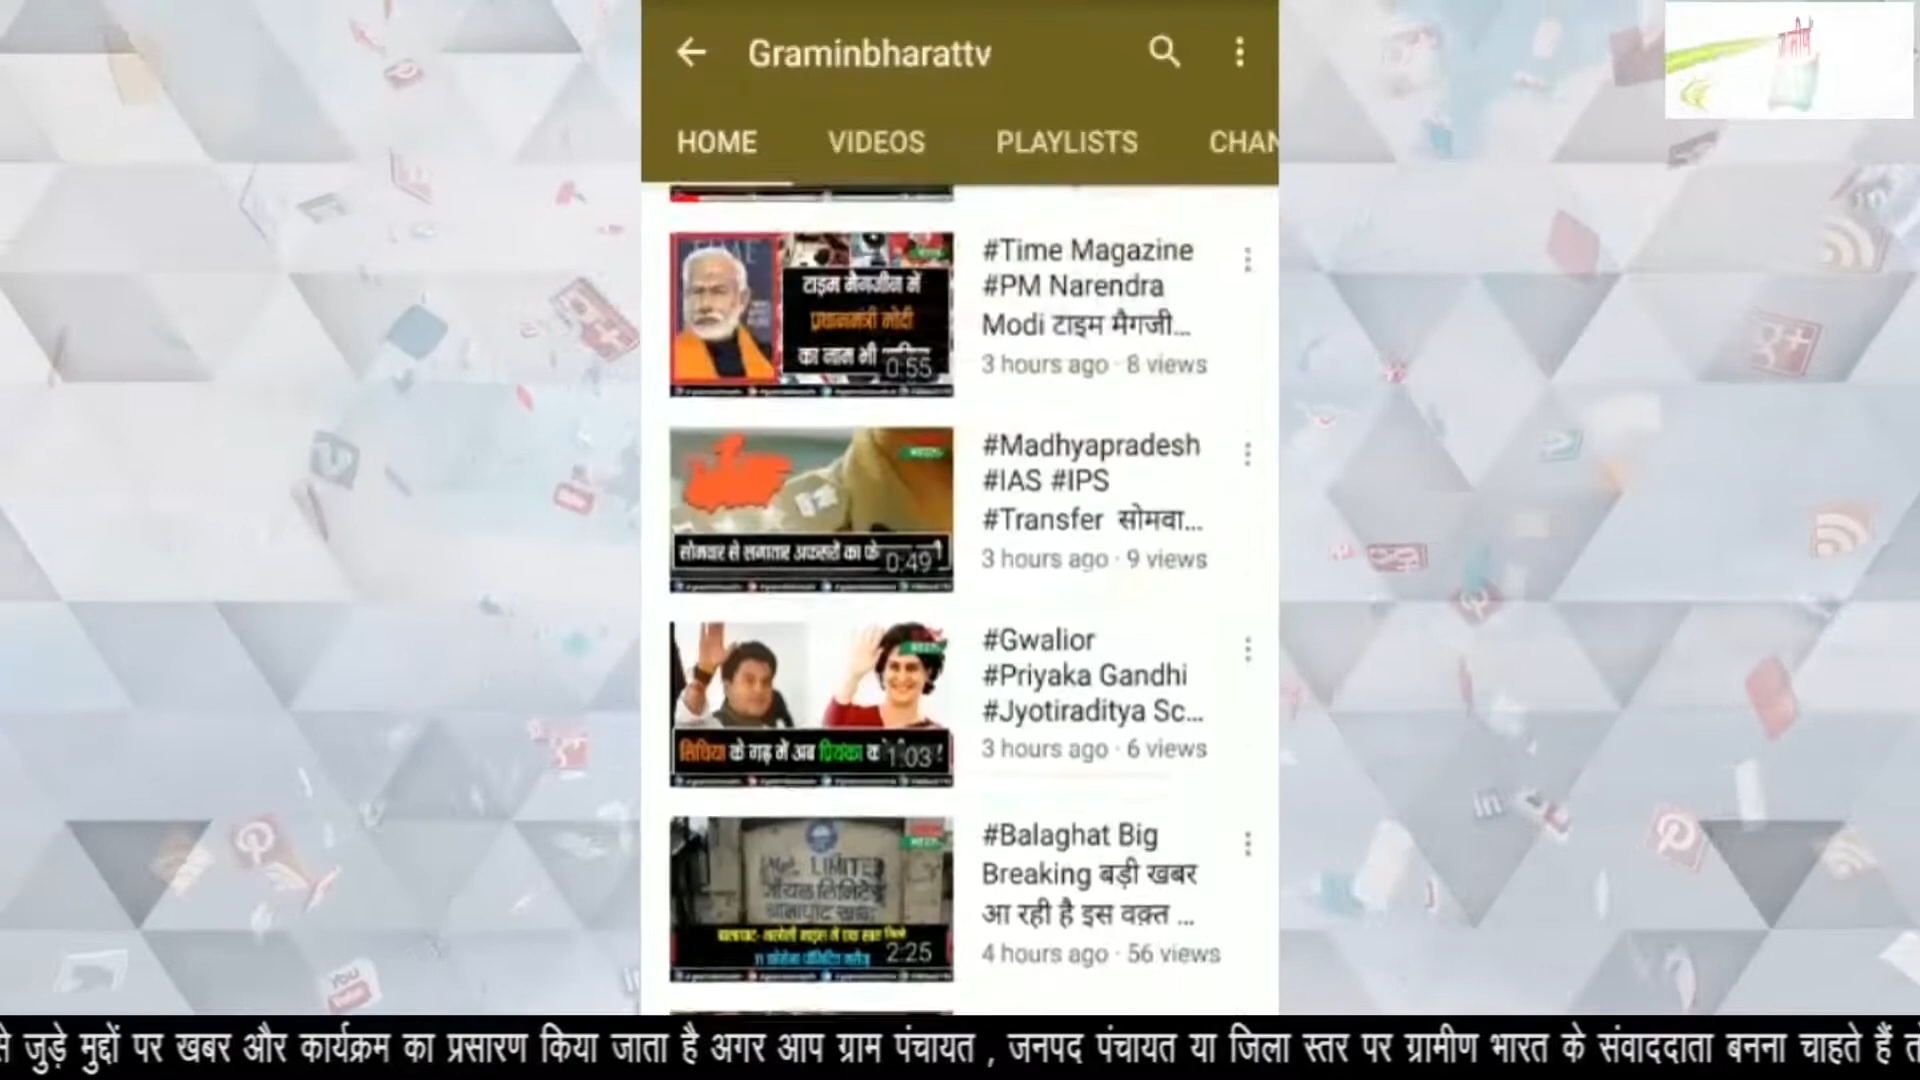 Graminbharattv
HOME VIDEOS PLAYLISTS CHAN
टाइम मैगजीन में
प्रधानमंत्री मोदी
का नाम भी
0:55
#Time Magazine
#PM Narendra
Modi टाइम मैगजी...
3 hours ago · 8 views
सोमवार से लगातार अफसरों का
0:49
#Madhyapradesh
#IAS #IPS
#Transfer सोमवा...
3 hours ago · 9 views
सिंधिया के गढ़ में अब प्रियंका
1:03
#Gwalior
#Priyaka Gandhi
#Jyotiraditya Sc...
3 hours ago · 6 views
LIMITED
2:25
#Balaghat Big
Breaking बड़ी खबर
आ रही है इस वक़्त ...
4 hours ago · 56 views
से जुड़े मुद्दों पर खबर और कार्यक्रम का प्रसारण किया जाता है अगर आप ग्राम पंचायत , जनपद पंचायत या जिला स्तर पर ग्रामीण भारत के संवाददाता बनना चाहते हैं तो